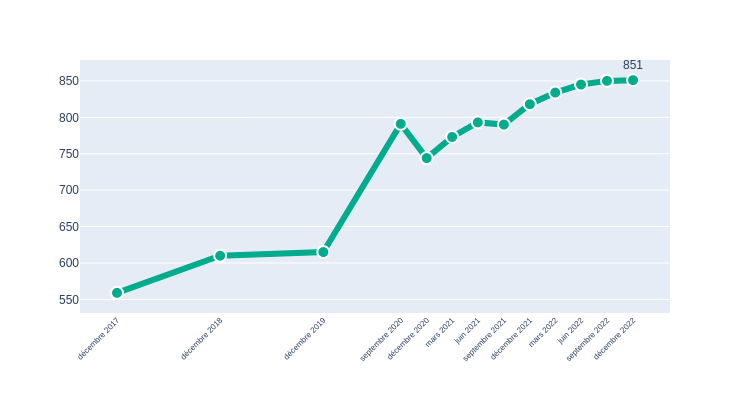 851
850
800
750
700
650
600
550
décembre 2017
décembre 2018
décembre 2019
septembre 2020
décembre 2020
mars 2021
juin 2021
septembre 2021
décembre 2021
mars 2022
juin 2022
septembre 2022
décembre 2022